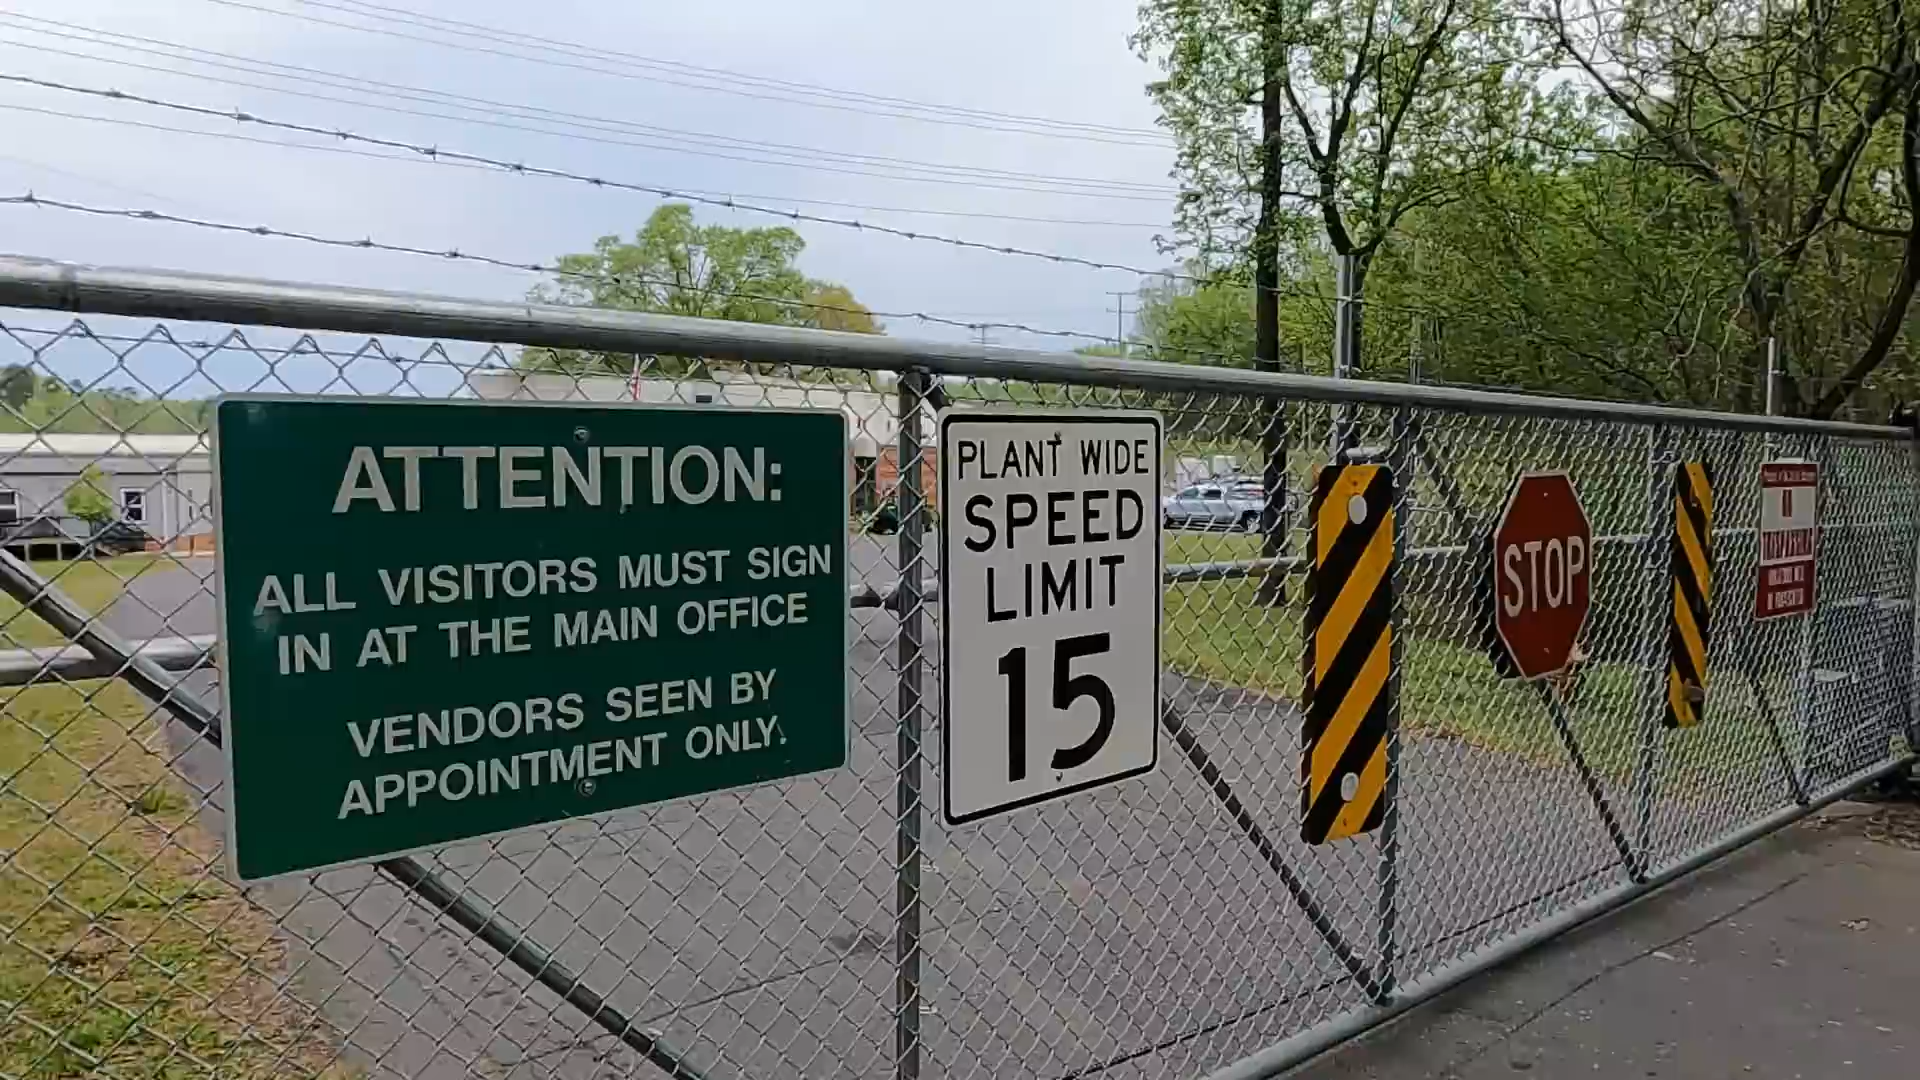 ATTENTION:
ALL VISITORS MUST SIGN
IN AT THE MAIN OFFICE
VENDORS SEEN BY
APPOINTMENT ONLY.
PLANT WIDE
SPEED
LIMIT
15
STOP